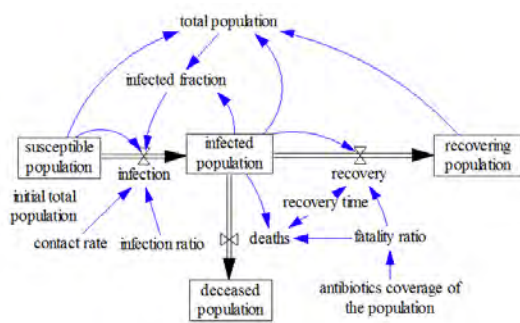 total population
infected fraction
susceptible
population
infection
infected
population
recovery
recovering
population
initial total
population
recovery time
contact rate
infection ratio
deaths
fatality ratio
deceased
population
antibiotics coverage of
the population